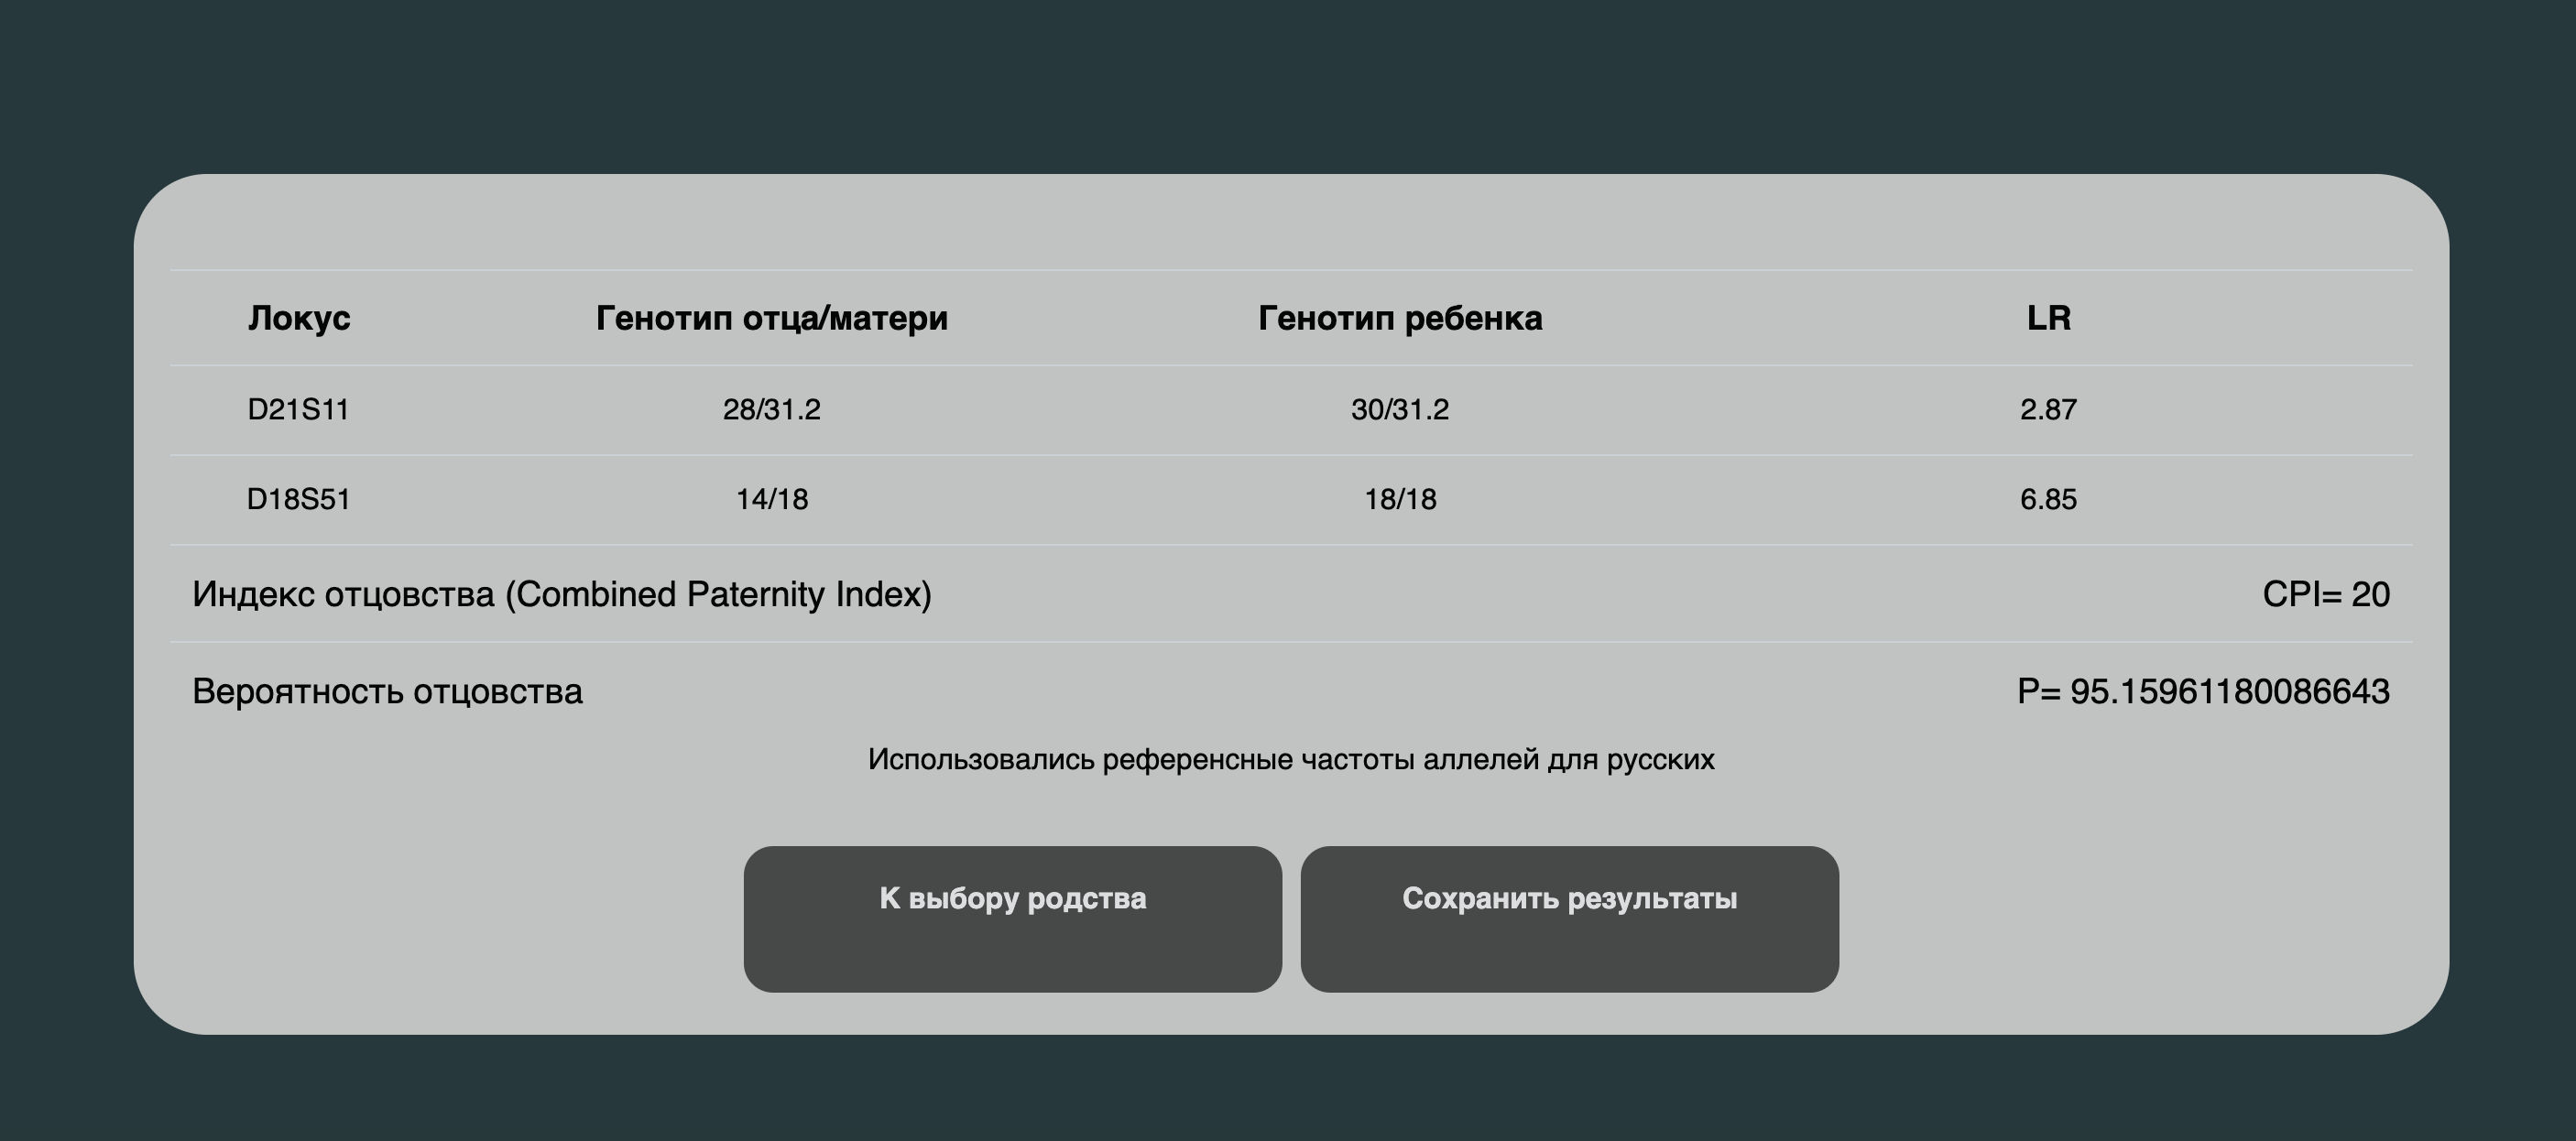 Локус Генотип отца/матери Генотип ребенка LR
D21S11 28/31.2 30/31.2 2.87
D18S51 14/18 18/18 6.85
Индекс отцовства (Combined Paternity Index) CPI= 20
Вероятность отцовства P= 95.15961180086643
Использовались референсные частоты аллелей для русских
К выбору родства Сохранить результаты